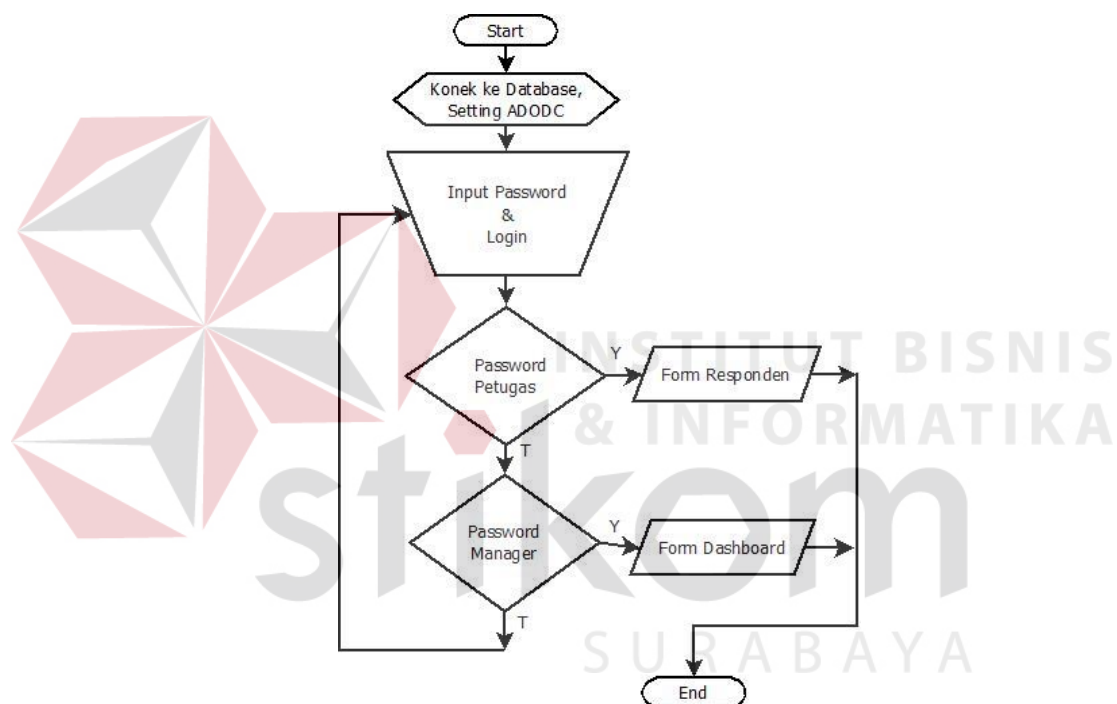 Start
Konek ke Database,
Setting ADODC
Input Password
&
Login
Password
Petugas
Y
Form Responden
T
Password
Manager
Y
Form Dashboard
T
End
INSTITUT BISNIS
& INFORMATIKA
stikom
SURABAYA